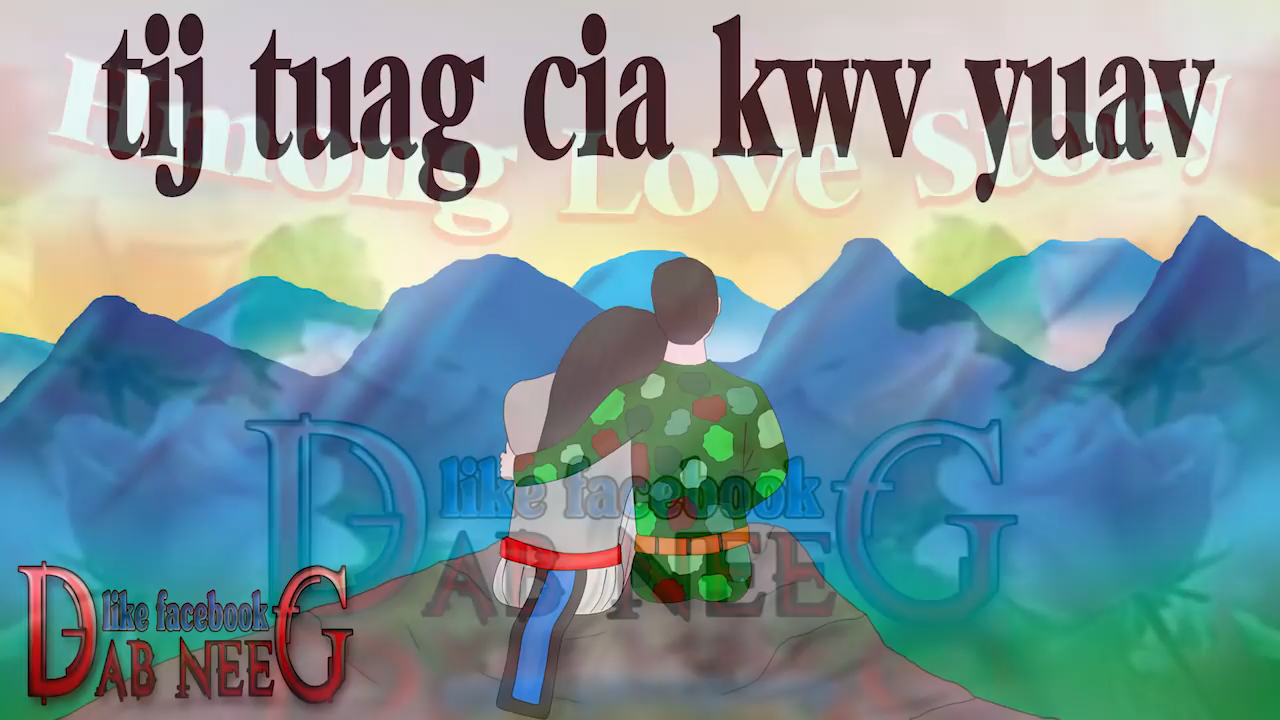 tij tuag cia kwv yuav
Hmong Love Story
like facebook
DAB NEEG
like facebook
DAB NEEG